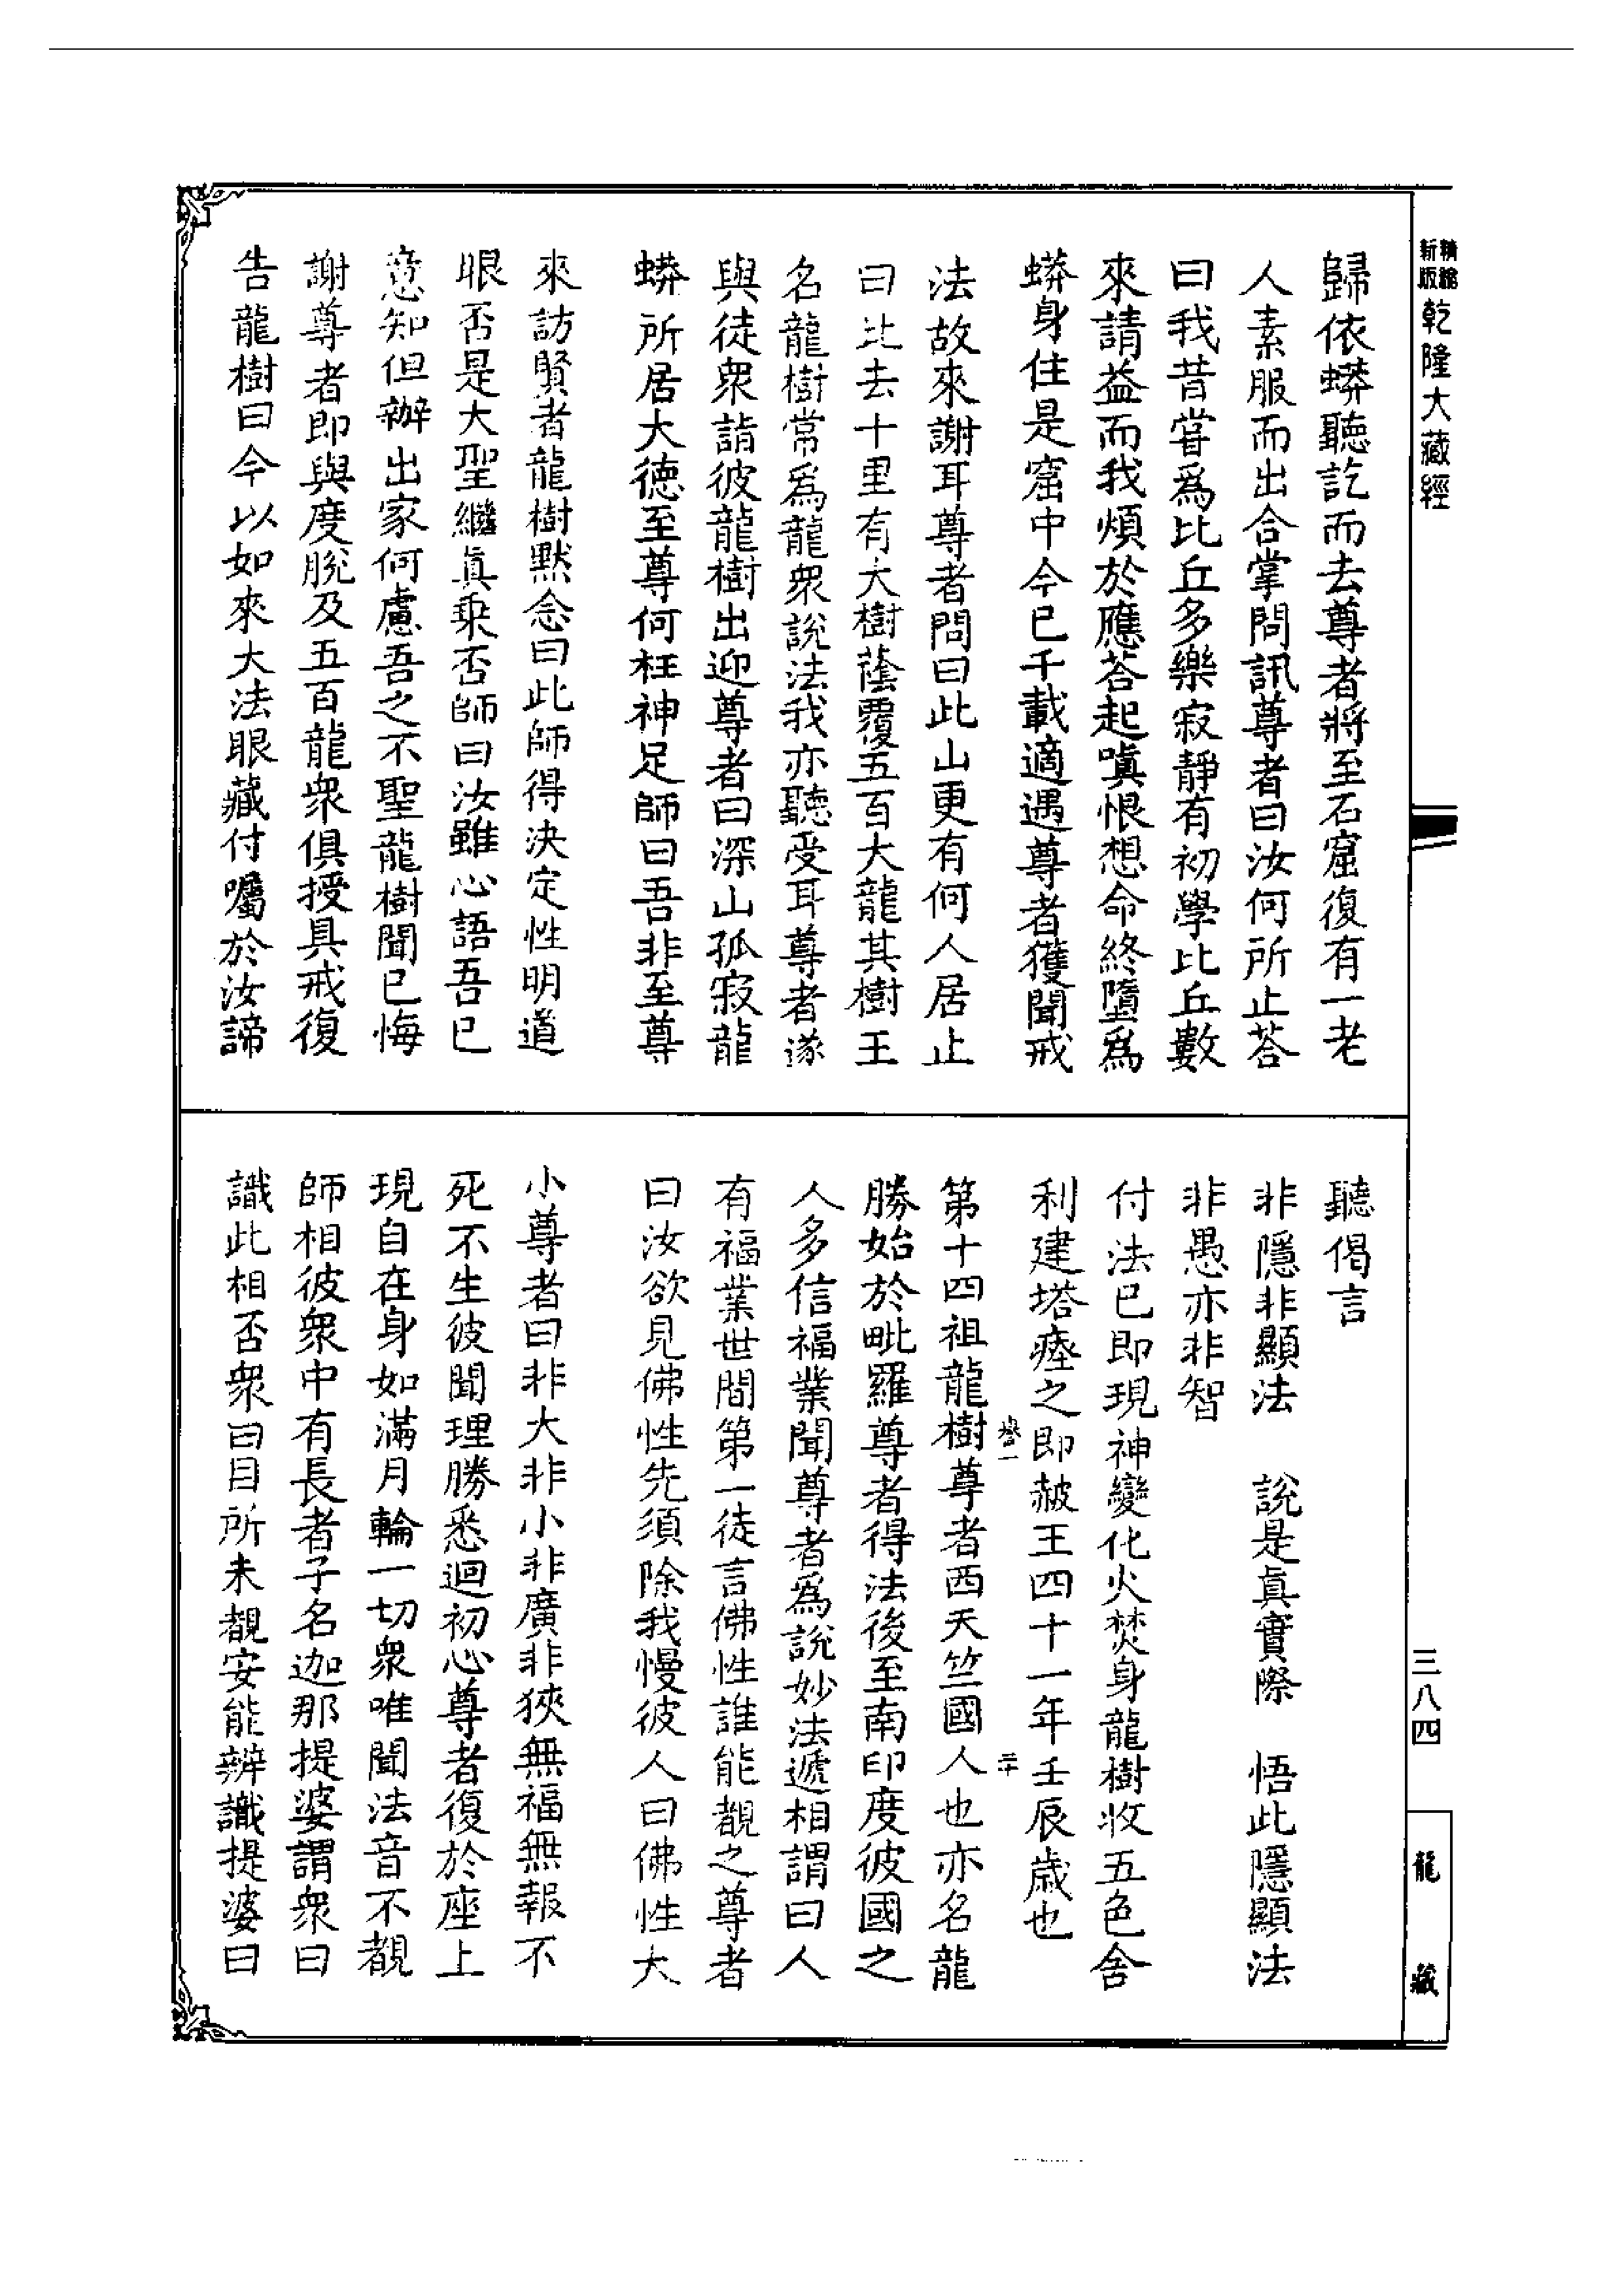 精縮
新版
乾隆大藏經
歸依蟒聽訖而去尊者將至石窟復有一老
人素服而出合掌問訊尊者曰汝何所止荅
曰我昔甞爲比丘多樂寂靜有初學比丘數
來請益而我煩於應荅起嗔恨想命終墮爲
蟒身住是窟中今已千載適遇尊者獲聞戒
法故來謝耳尊者問曰此山更有何人居止
曰北去十里有大樹蔭覆五百大龍其樹王
名龍樹常爲龍衆說法我亦聽受耳尊者遂
與徒衆詣彼龍樹出迎尊者曰深山孤寂龍
蟒所居大德至尊何枉神足師曰吾非至尊
來訪賢者龍樹默念曰此師得決定性明道
眼否是大聖繼眞乗否師曰汝雖心語吾已
意知但辦出家何慮吾之不聖龍樹聞已悔
謝尊者即與度脫及五百龍衆俱授具戒復
告龍樹曰今以如來大法眼藏付囑於汝諦
聽偈言
非隱非顯法　說是眞實際　悟此隱顯法
非愚亦非智
付法已即現神變化火焚身龍樹收五色舍
利建塔瘞之即赧王四十一年壬辰歲也
第十四祖龍樹尊者西天竺國人也亦名龍
勝始於毗羅尊者得法後至南印度彼國之
人多信福業聞尊者爲說妙法遞相謂曰人
有福業世間第一徒言佛性誰能覩之尊者
曰汝欲見佛性先須除我慢彼人曰佛性大
小尊者曰非大非小非廣非狹無福無報不
死不生彼聞理勝悉迴初心尊者復於座上
現自在身如滿月輪一切衆唯聞法音不覩
師相彼衆中有長者子名迦那提婆謂衆曰
識此相否衆曰目所未覩安能辨識提婆曰
三八四
龍藏